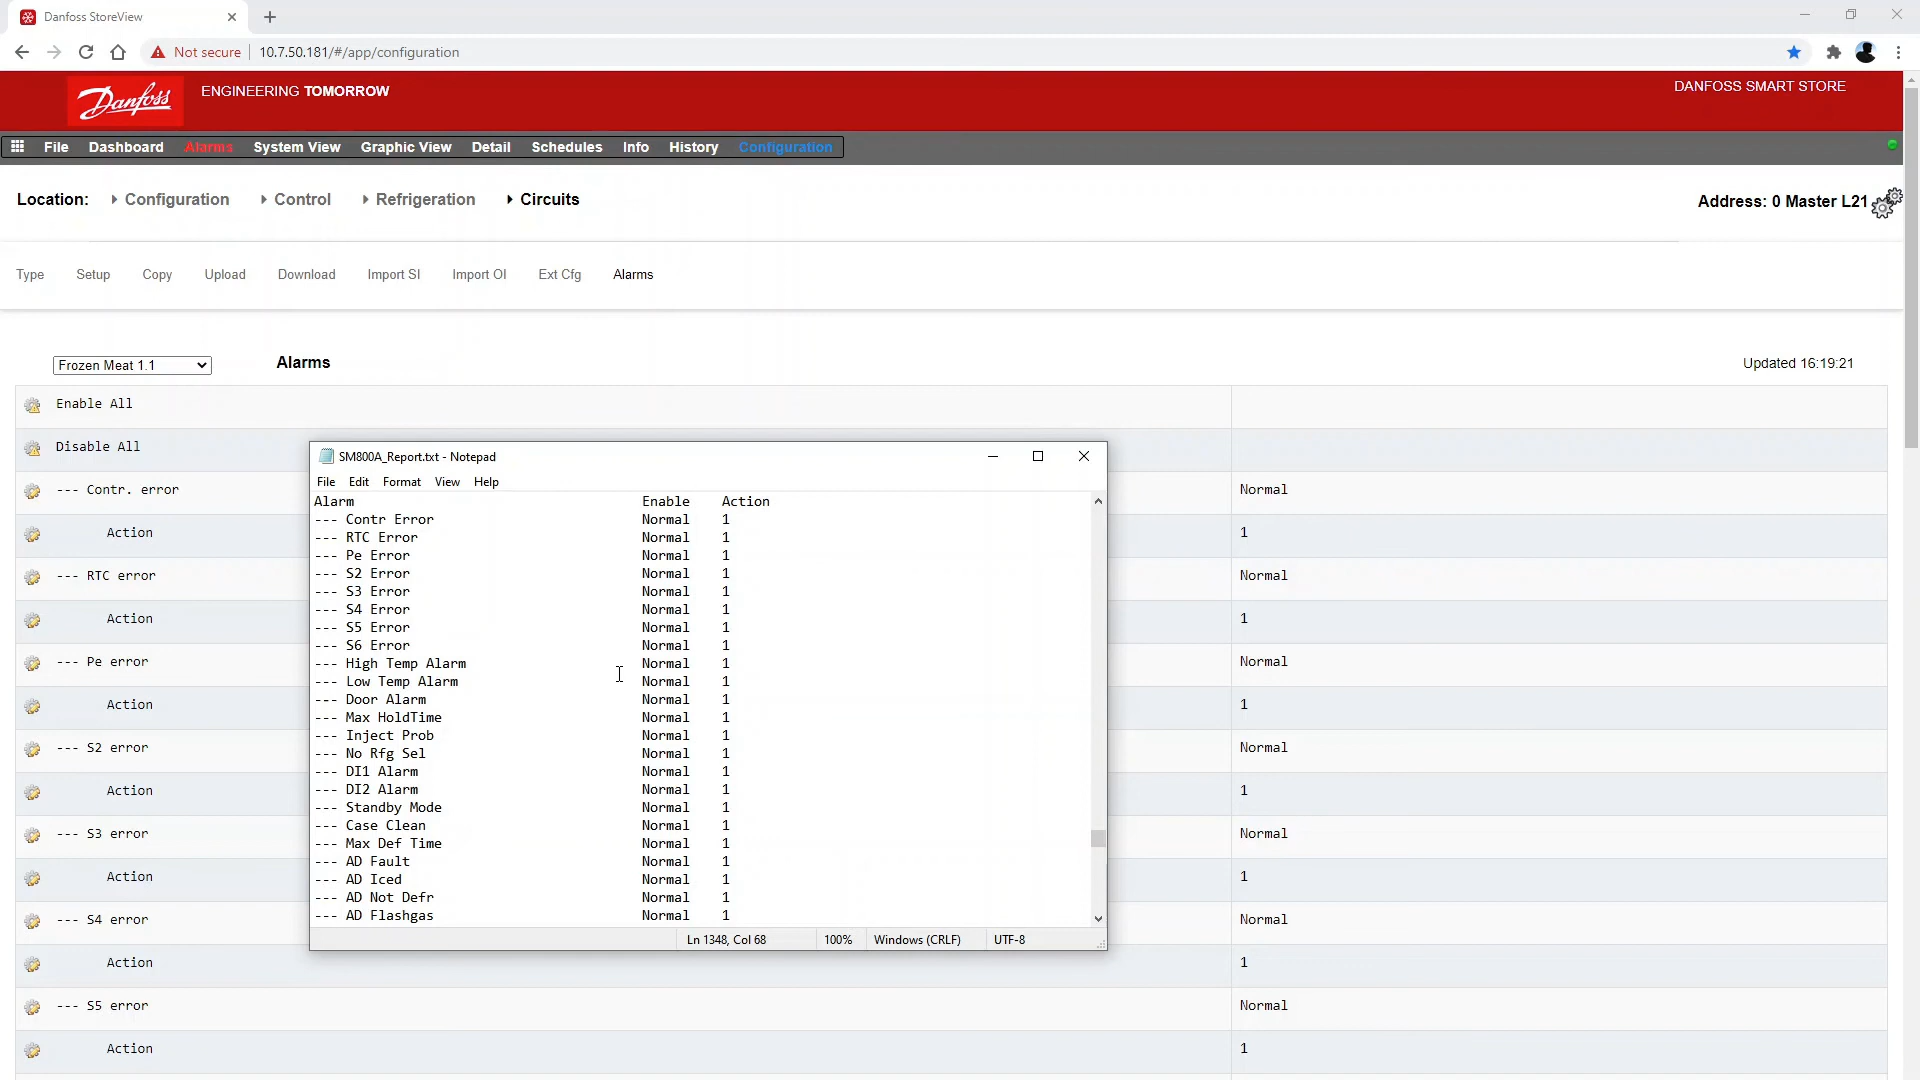 Danfoss StoreView
Not secure 10.7.50.181/#/app/configuration
Danfoss ENGINEERING TOMORROW DANFOSS SMART STORE
File Dashboard Alarms System View Graphic View Detail Schedules Info History Configuration
Location: Configuration Control Refrigeration Circuits Address: 0 Master L21
Type Setup Copy Upload Download Import SI Import OI Ext Cfg Alarms
Frozen Meat 1.1 Alarms Updated 16:19:21
Enable All
Disable All
--- Contr. error Normal
Action 1
--- RTC error Normal
Action 1
--- Pe error Normal
Action 1
--- S2 error Normal
Action 1
--- S3 error Normal
Action 1
--- S4 error Normal
Action 1
--- S5 error Normal
Action 1
SM800A_Report.txt - Notepad
File Edit Format View Help
Alarm Enable Action
--- Contr Error Normal 1
--- RTC Error Normal 1
--- Pe Error Normal 1
--- S2 Error Normal 1
--- S3 Error Normal 1
--- S4 Error Normal 1
--- S5 Error Normal 1
--- S6 Error Normal 1
--- High Temp Alarm Normal 1
--- Low Temp Alarm Normal 1
--- Door Alarm Normal 1
--- Max HoldTime Normal 1
--- Inject Prob Normal 1
--- No Rfg Sel Normal 1
--- DI1 Alarm Normal 1
--- DI2 Alarm Normal 1
--- Standby Mode Normal 1
--- Case Clean Normal 1
--- Max Def Time Normal 1
--- AD Fault Normal 1
--- AD Iced Normal 1
--- AD Not Defr Normal 1
--- AD Flashgas Normal 1
Ln 1348, Col 68 100% Windows (CRLF) UTF-8